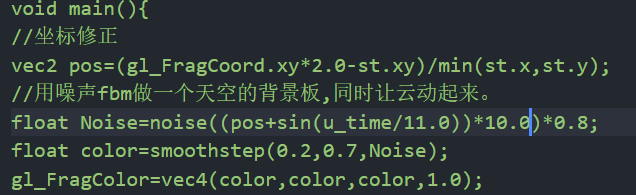 void main(){
//坐标修正
vec2 pos=(gl_FragCoord.xy*2.0-st.xy)/min(st.x,st.y);
//用噪声fbm做一个天空的背景板,同时让云动起来。
float Noise=noise((pos+sin(u_time/11.0))*10.0)*0.8;
float color=smoothstep(0.2,0.7,Noise);
gl_FragColor=vec4(color,color,color,1.0);